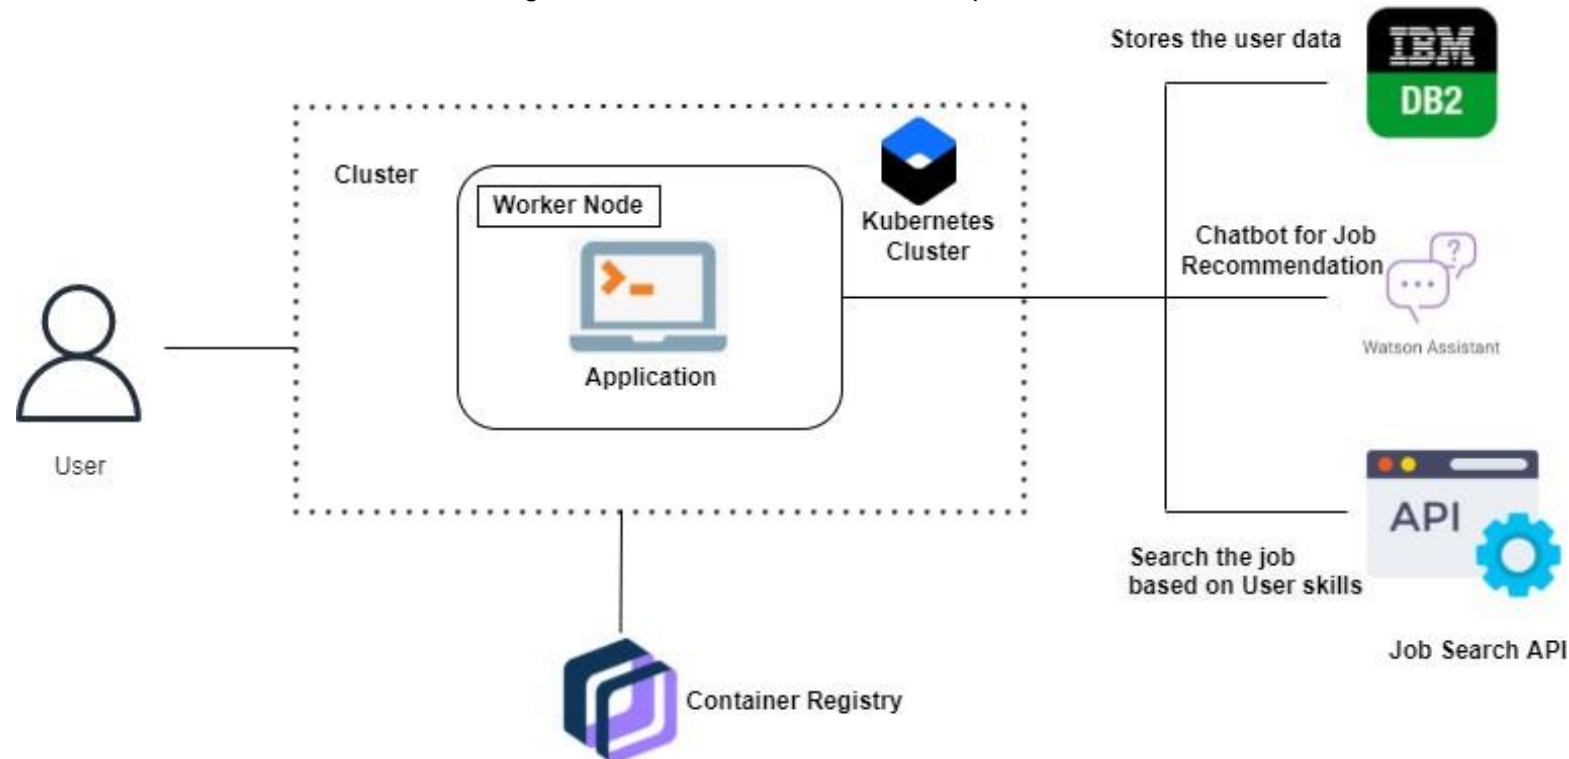 Stores the user data
IBM
DB2
Cluster
Worker Node
Kubernetes
Cluster
Chatbot for Job
Recommendation
?
Watson Assistant
Application
User
API
Search the job
based on User skills
Job Search API
Container Registry